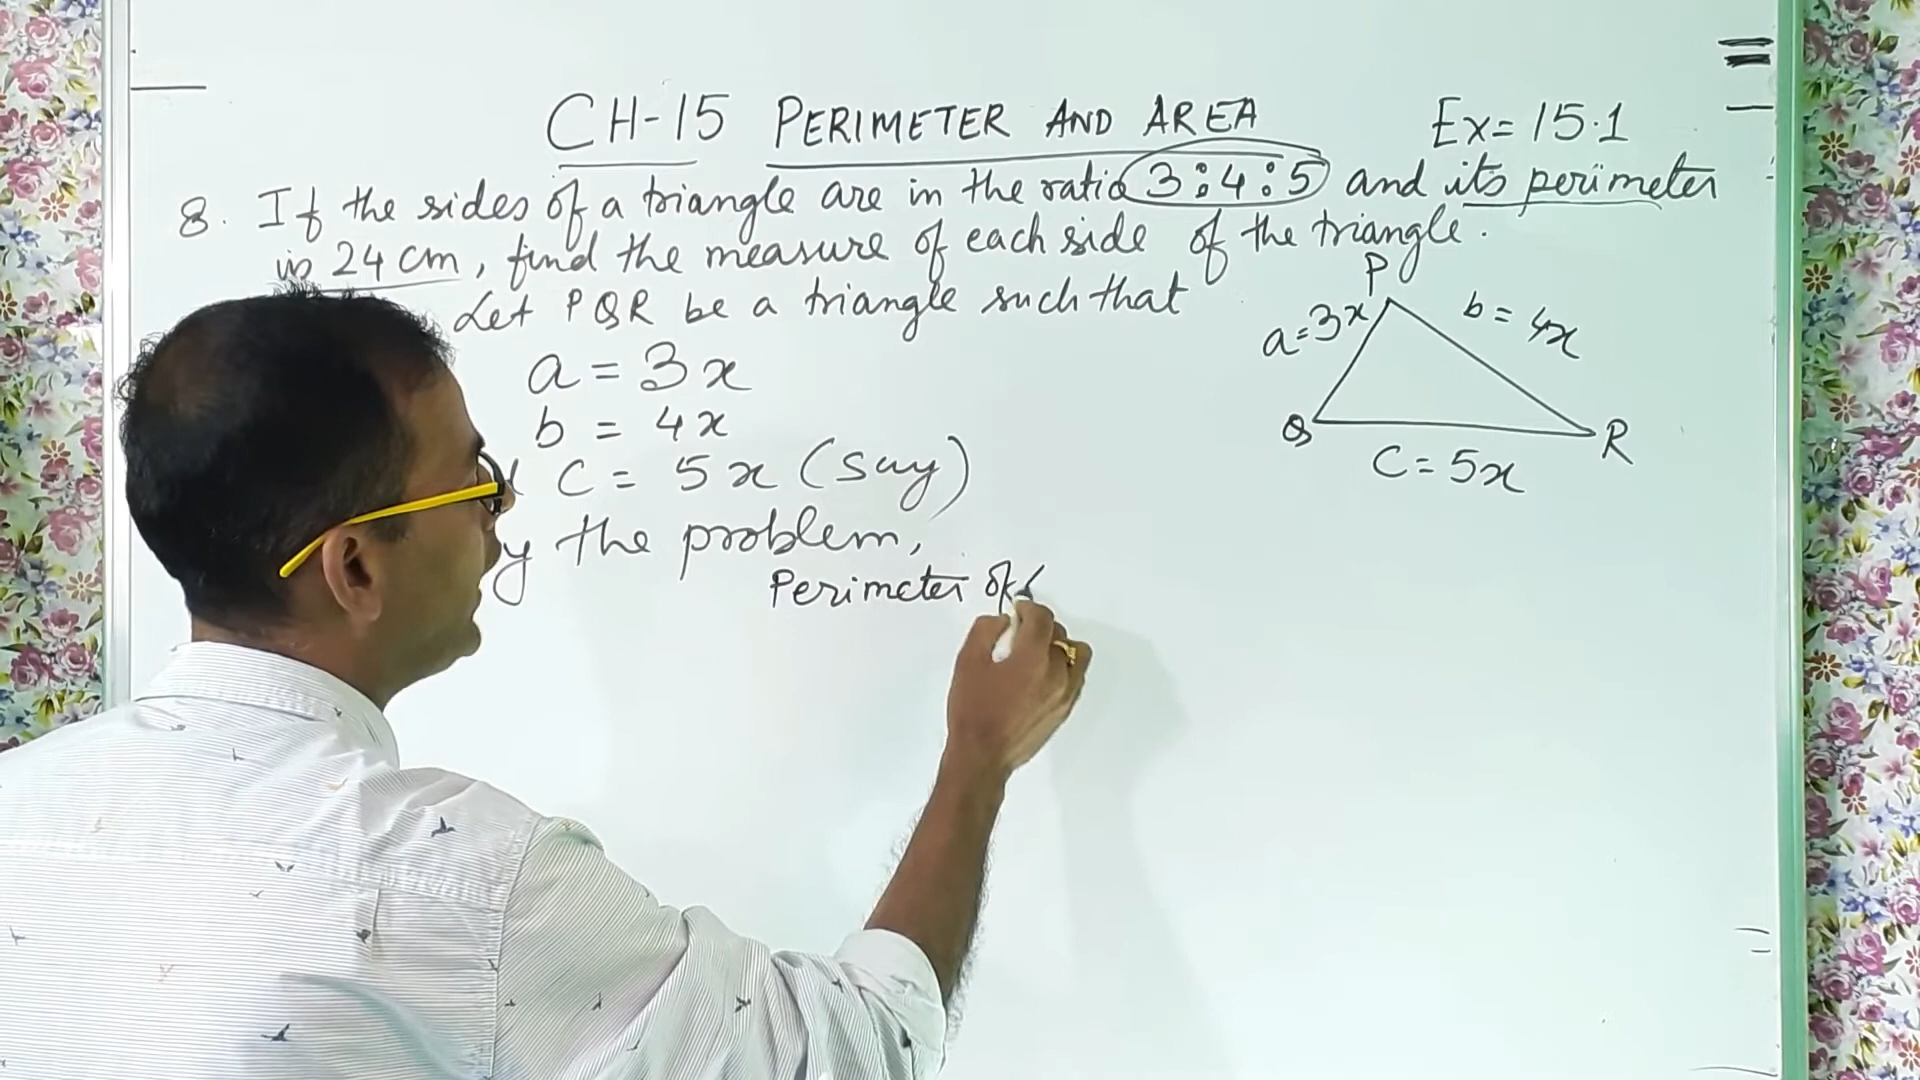 CH-15 PERIMETER AND AREA Ex= 15.1
8. If the sides of a triangle are in the ratio 3:4:5 and its perimeter
is 24 cm, find the measure of each side of the triangle.
Let PQR be a triangle such that
a = 3x
b = 4x
c = 5x (say)
the problem,
Perimeter of
P
a=3x
b = 4x
Q
R
C = 5x